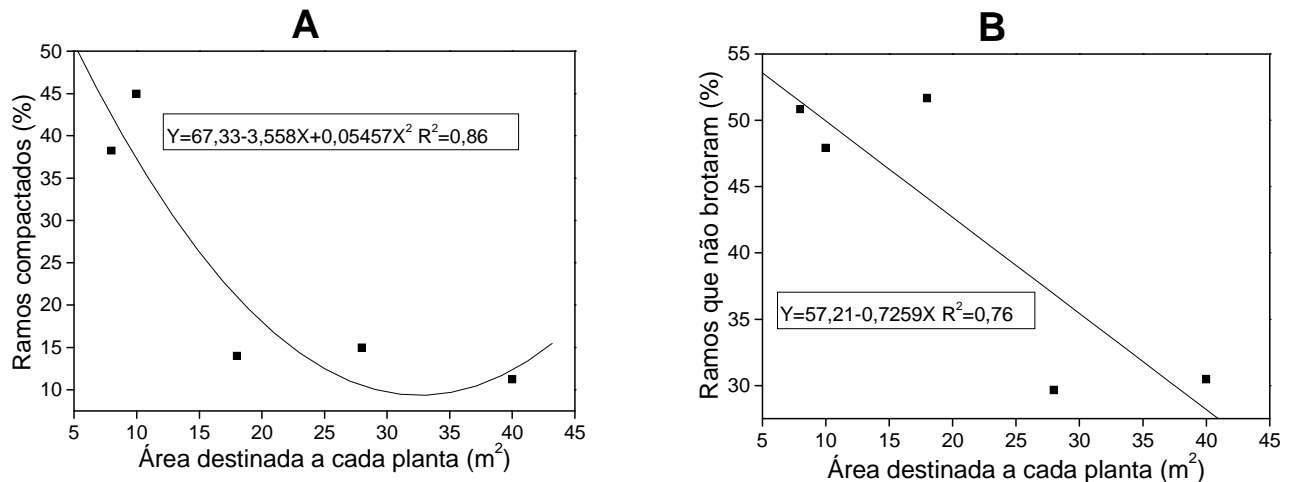 A
50
45
40
35
30
25
20
15
10
Ramos compactados (%)
Y=67,33-3,558X+0,05457X² R²=0,86
5 10 15 20 25 30 35 40 45
Área destinada a cada planta (m²)
B
55
50
45
40
35
30
Ramos que não brotaram (%)
Y=57,21-0,7259X R²=0,76
5 10 15 20 25 30 35 40 45
Área destinada a cada planta (m²)